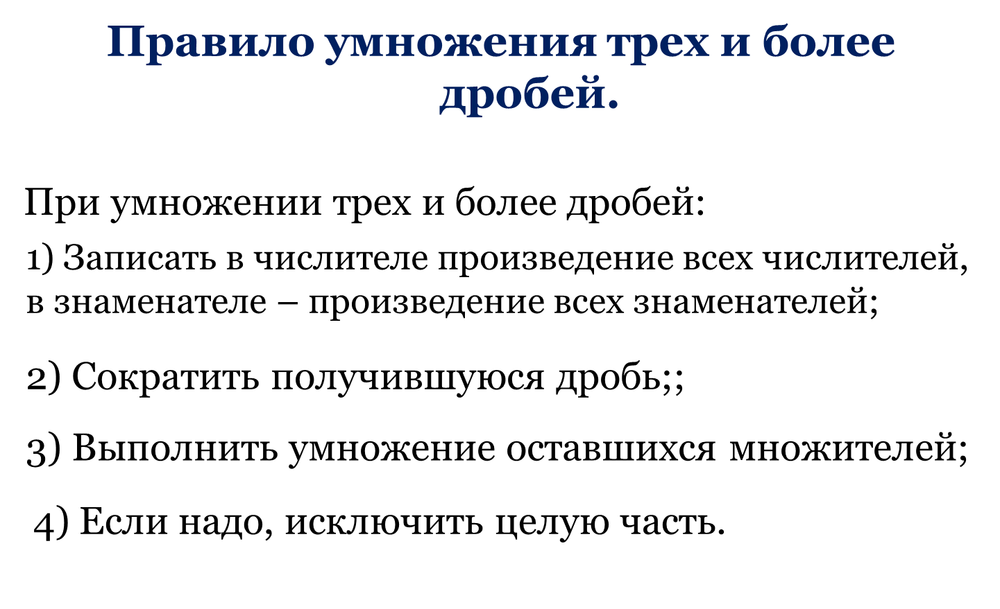 Правило умножения трех и более
дробей.
При умножении трех и более дробей:
1) Записать в числителе произведение всех числителей,
в знаменателе – произведение всех знаменателей;
2) Сократить получившуюся дробь;;
3) Выполнить умножение оставшихся множителей;
4) Если надо, исключить целую часть.